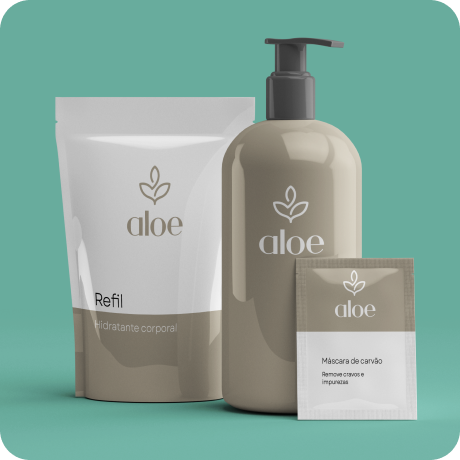 aloe
Refil
Hidratante corporal
aloe
aloe
Máscara de carvão
Remove cravos e
impurezas